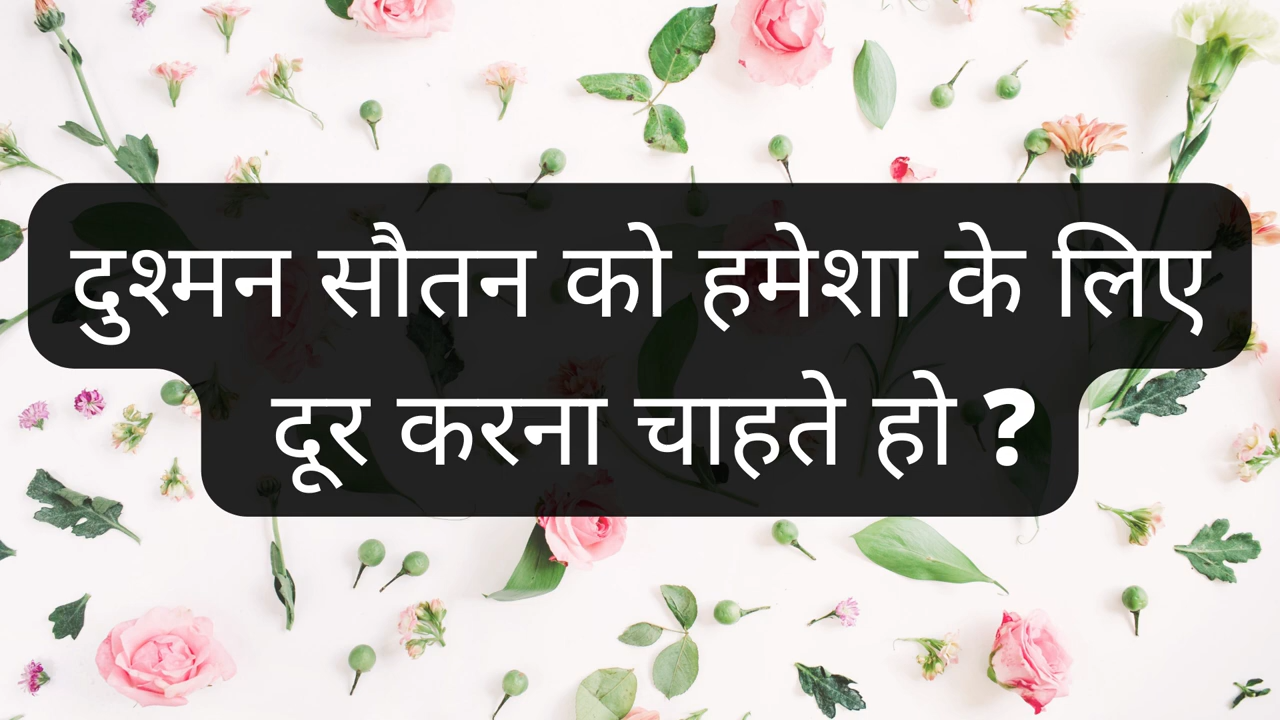 दुश्मन सौतन को हमेशा के लिए
दूर करना चाहते हो ?